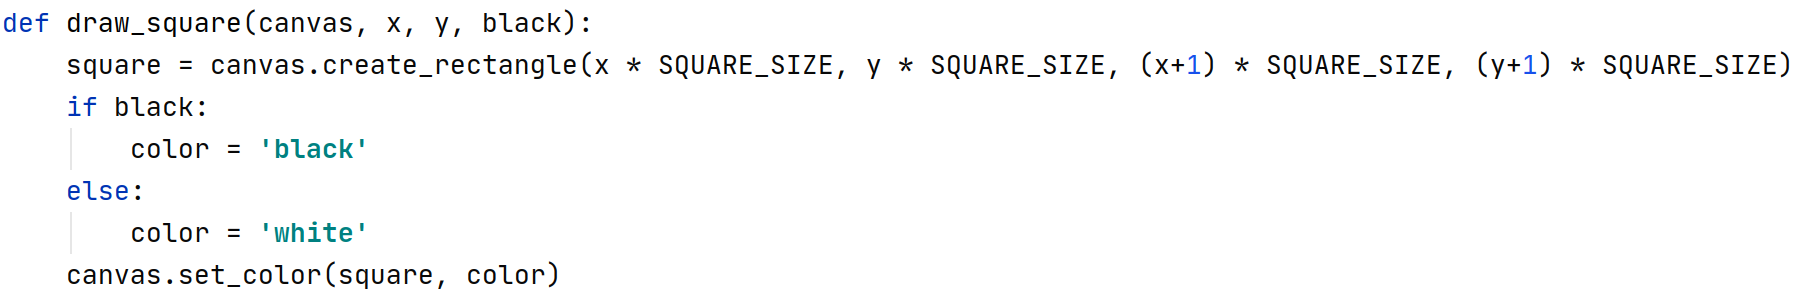 def draw_square(canvas, x, y, black):
    square = canvas.create_rectangle(x * SQUARE_SIZE, y * SQUARE_SIZE, (x+1) * SQUARE_SIZE, (y+1) * SQUARE_SIZE)
    if black:
        color = 'black'
    else:
        color = 'white'
    canvas.set_color(square, color)